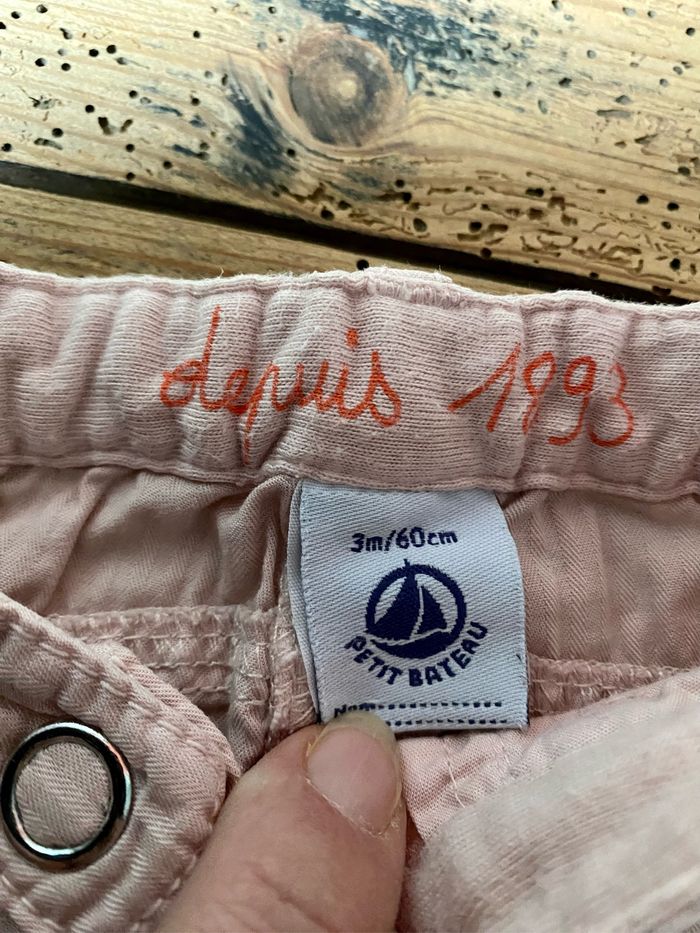 depuis 1893
3m/60cm
PETIT BATEAU
Nom